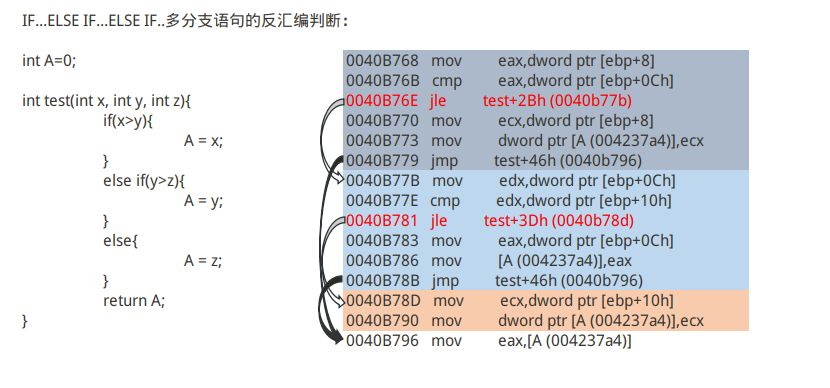 IF...ELSE IF...ELSE IF..多分支语句的反汇编判断：
int A=0;
int test(int x, int y, int z){
if(x>y){
A = x;
}
else if(y>z){
A = y;
}
else{
A = z;
}
return A;
}
0040B768 mov eax,dword ptr [ebp+8]
0040B76B cmp eax,dword ptr [ebp+0Ch]
0040B76E jle test+2Bh (0040b77b)
0040B770 mov ecx,dword ptr [ebp+8]
0040B773 mov dword ptr [A (004237a4)],ecx
0040B779 jmp test+46h (0040b796)
0040B77B mov edx,dword ptr [ebp+0Ch]
0040B77E cmp edx,dword ptr [ebp+10h]
0040B781 jle test+3Dh (0040b78d)
0040B783 mov eax,dword ptr [ebp+0Ch]
0040B786 mov [A (004237a4)],eax
0040B78B jmp test+46h (0040b796)
0040B78D mov ecx,dword ptr [ebp+10h]
0040B790 mov dword ptr [A (004237a4)],ecx
0040B796 mov eax,[A (004237a4)]